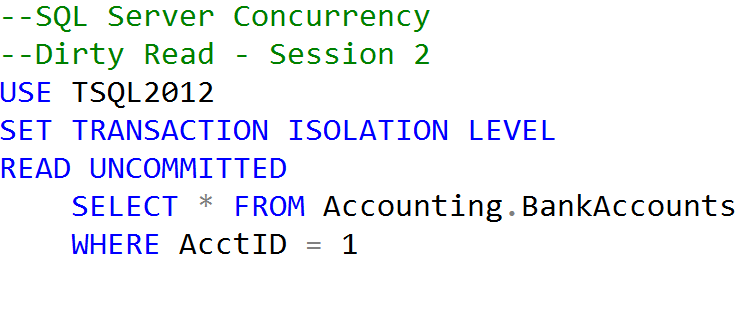 --SQL Server Concurrency
--Dirty Read - Session 2
USE TSQL2012
SET TRANSACTION ISOLATION LEVEL
READ UNCOMMITTED
    SELECT * FROM Accounting.BankAccounts
    WHERE AcctID = 1